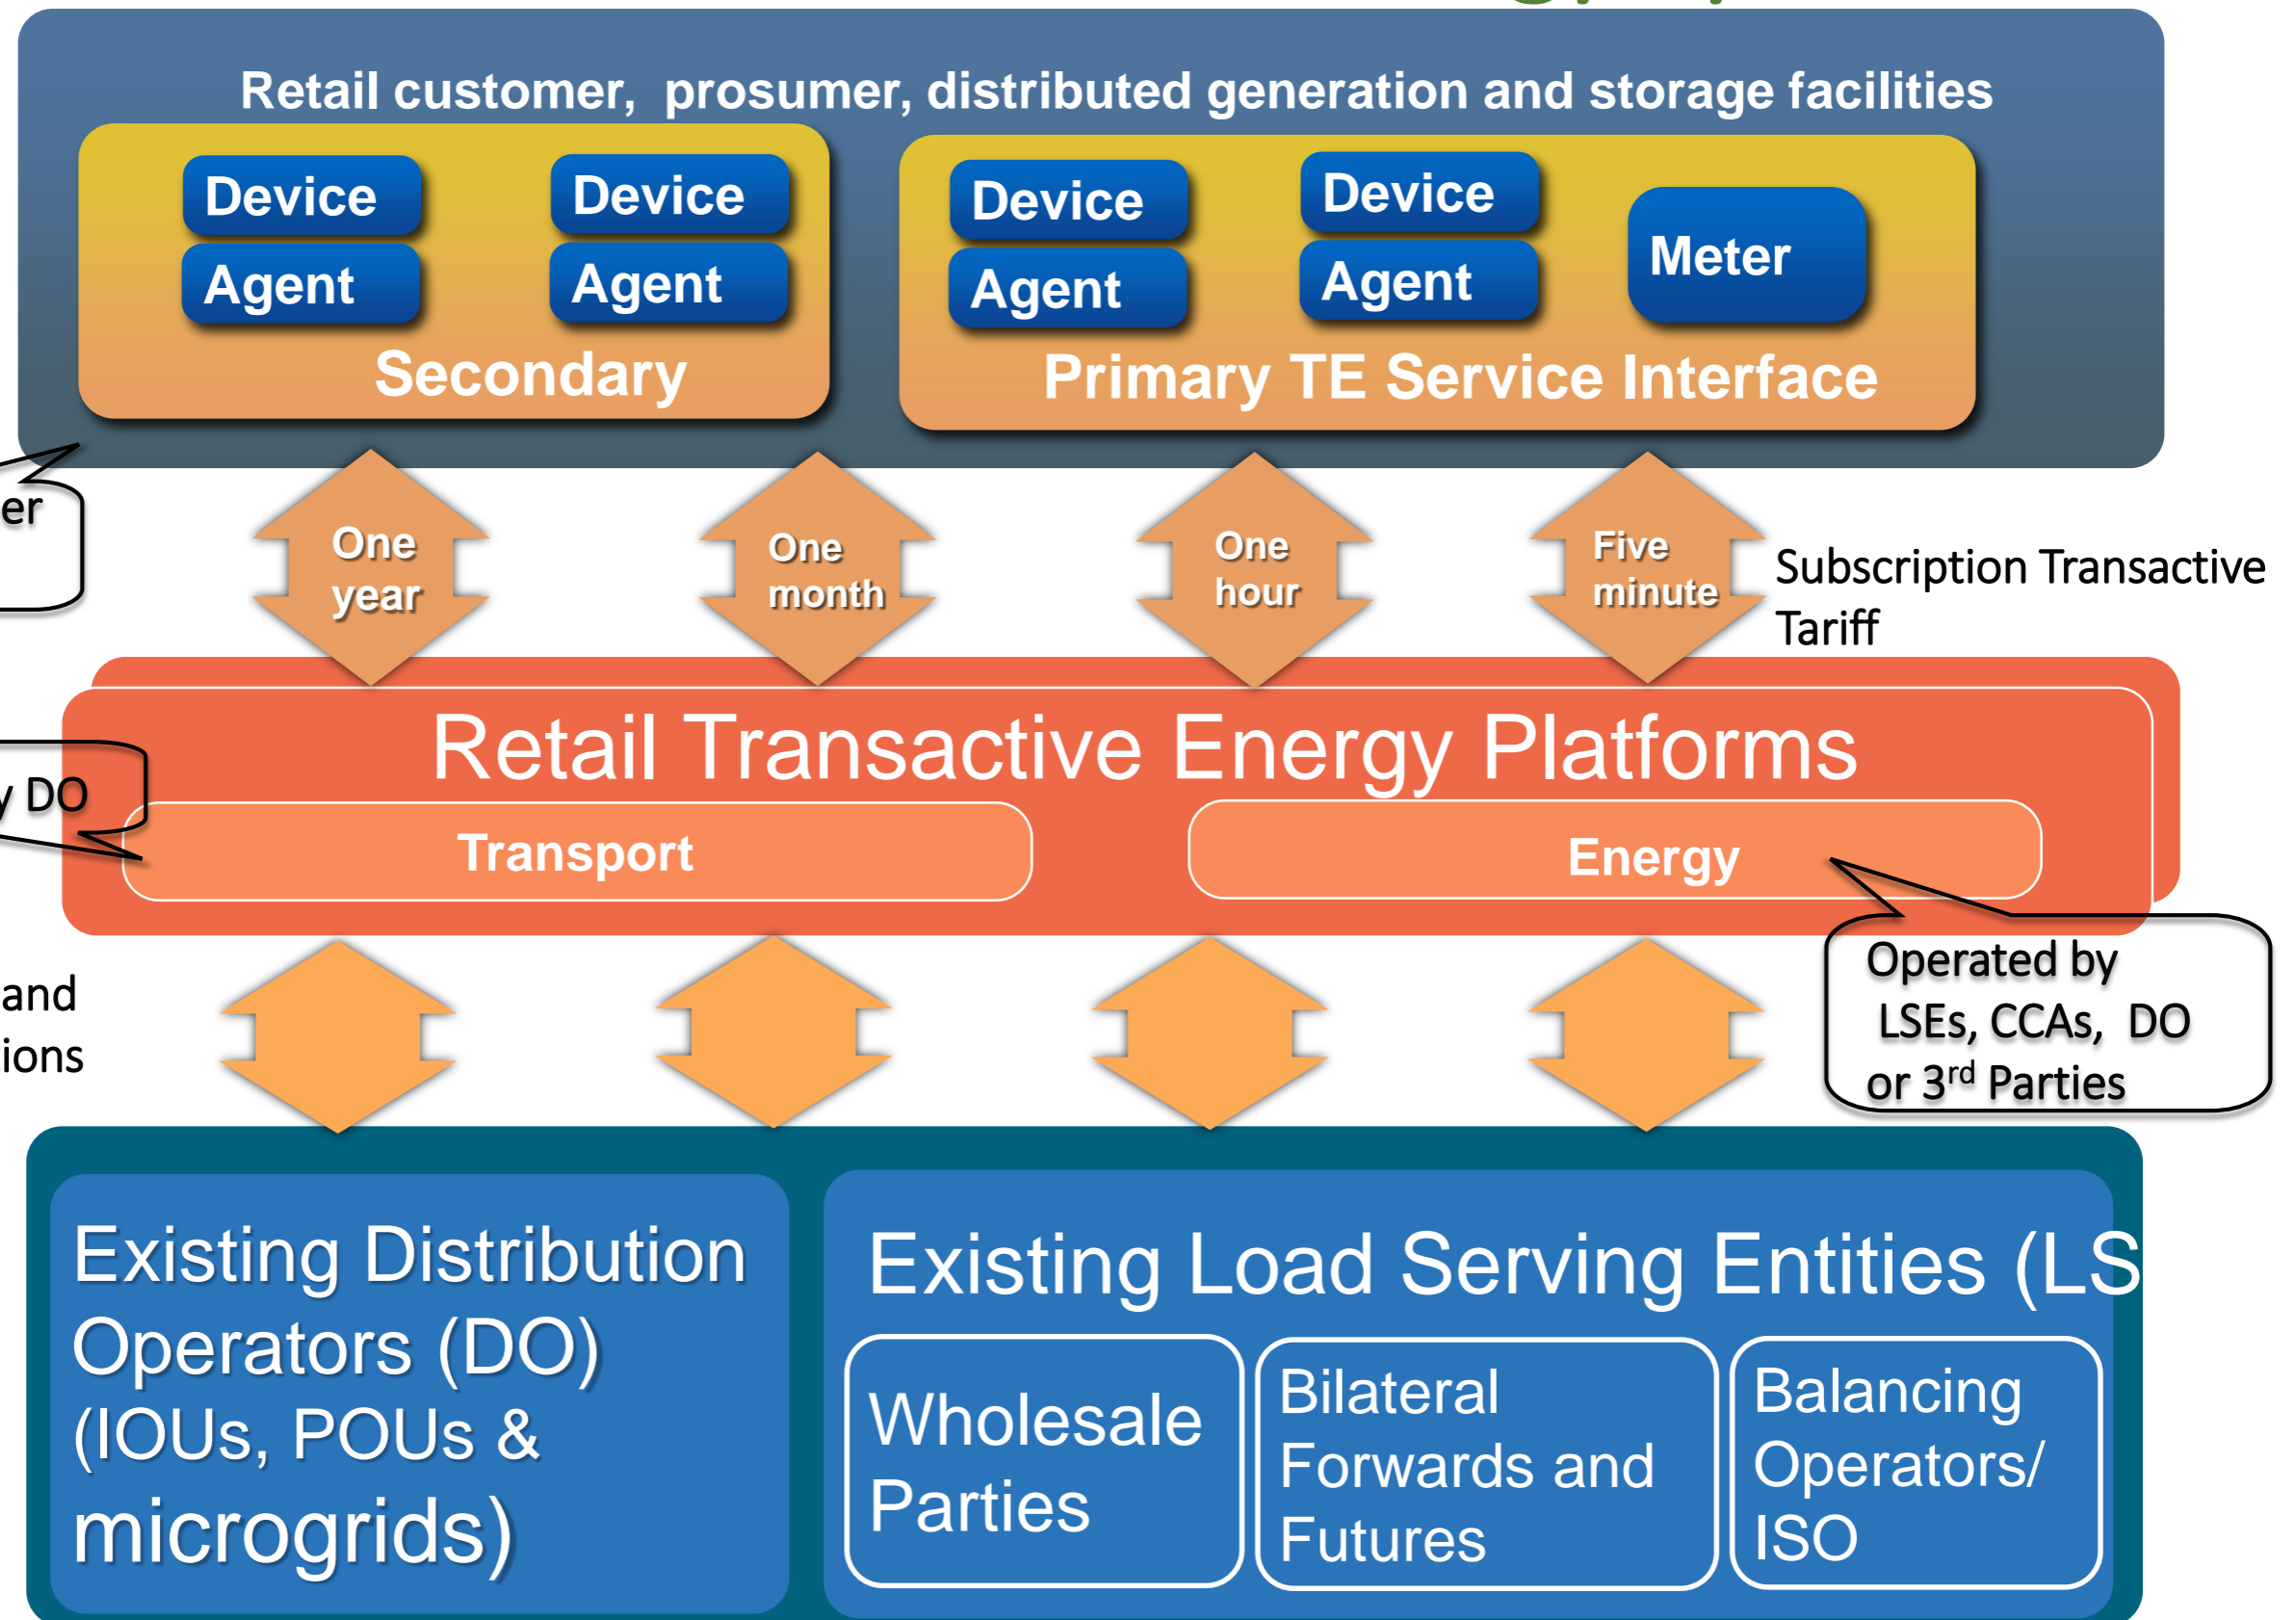 Retail customer, prosumer, distributed generation and storage facilities
Device
Agent
Device
Agent
Secondary
Device
Agent
Device
Agent
Meter
Primary TE Service Interface
er
One
year
One
month
One
hour
Five
minute
Subscription Transactive
Tariff
Retail Transactive Energy Platforms
y DO
Transport
Energy
and
tions
Operated by
LSEs, CCAs, DO
or 3rd Parties
Existing Distribution
Operators (DO)
(IOUs, POUs &
microgrids)
Existing Load Serving Entities (LS
Wholesale
Parties
Bilateral
Forwards and
Futures
Balancing
Operators/
ISO